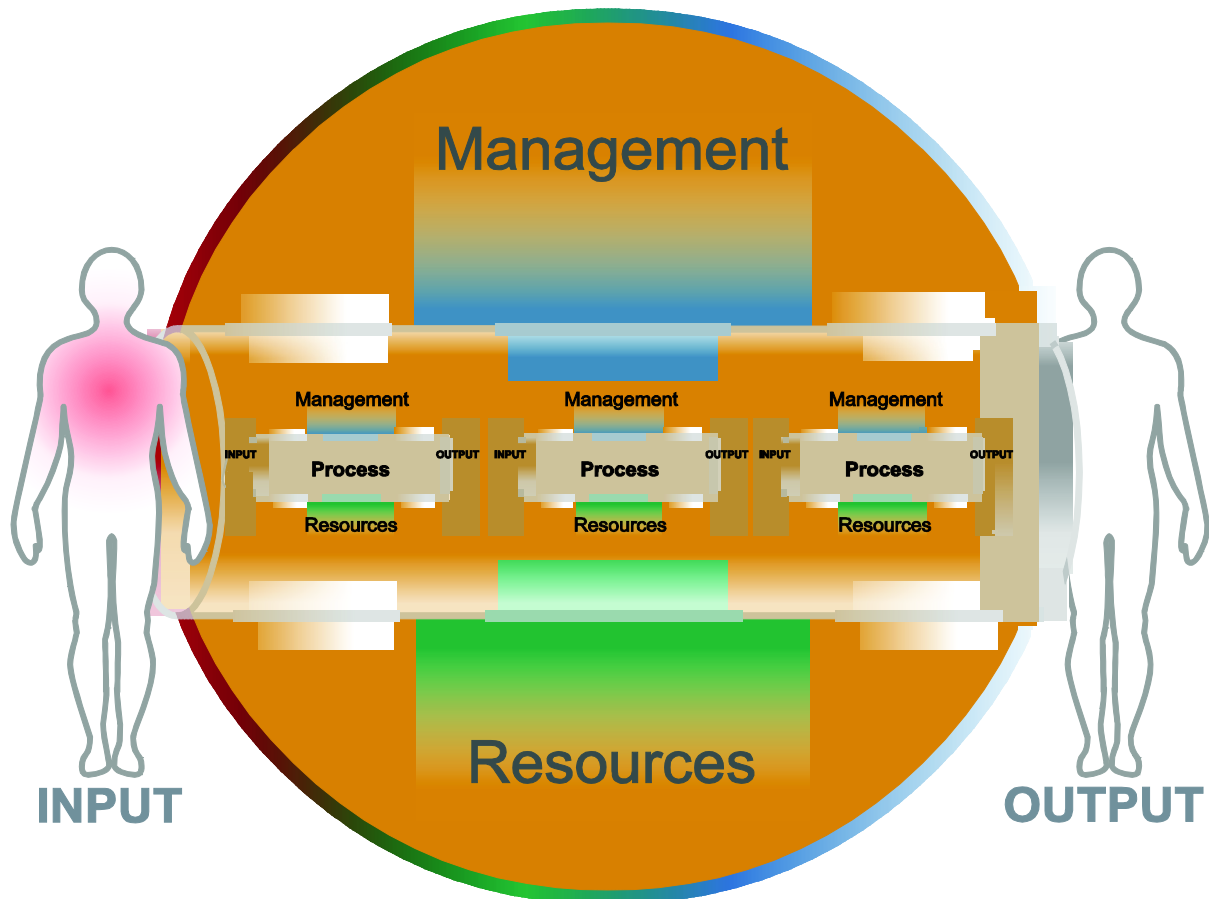 Management
Management Management Management
INPUT OUTPUT INPUT OUTPUT INPUT OUTPUT
Process Process Process
Resources Resources Resources
Resources
INPUT OUTPUT